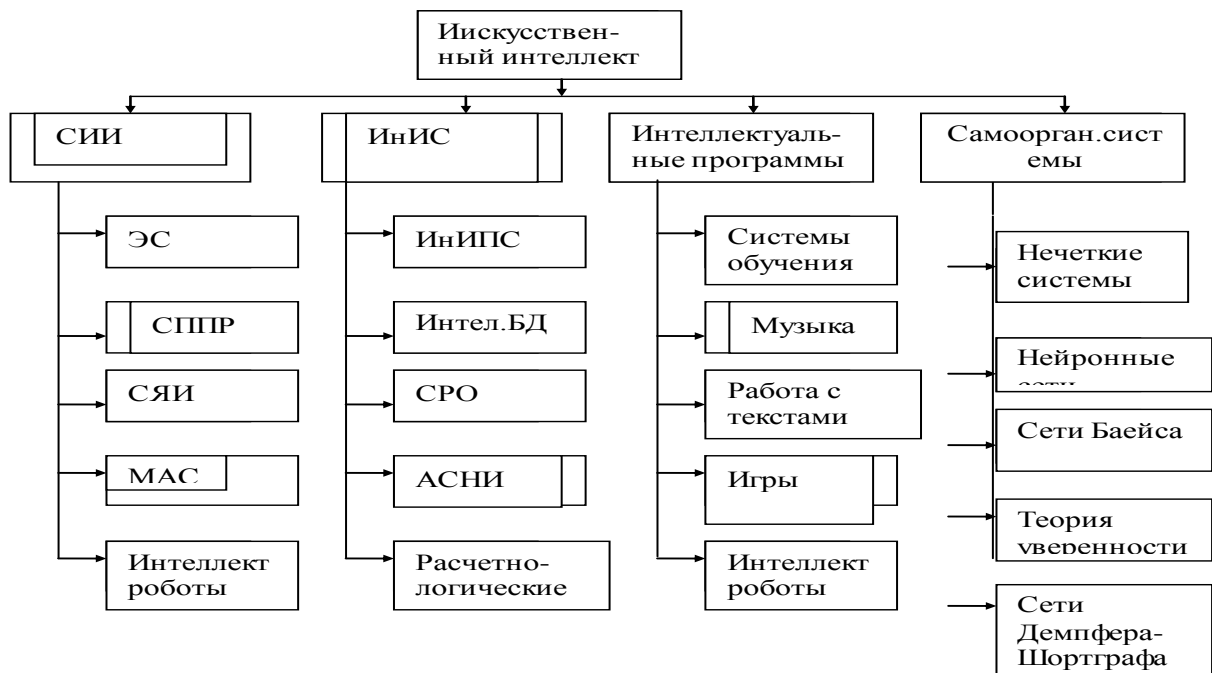 Иискусствен-
ный интеллект
СИИ
ИнИС
Интеллектуаль-
ные программы
Самоорган.сист
емы
ЭС
СППР
СЯИ
МАС
Интеллект
роботы
ИнИПС
Интел.БД
СРО
АСНИ
Расчетно-
логические
Системы
обучения
Музыка
Работа с
текстами
Игры
Интеллект
роботы
Нечеткие
системы
Нейронные
сети
Сети Баейса
Теория
уверенности
Сети
Демпфера-
Шортграфа